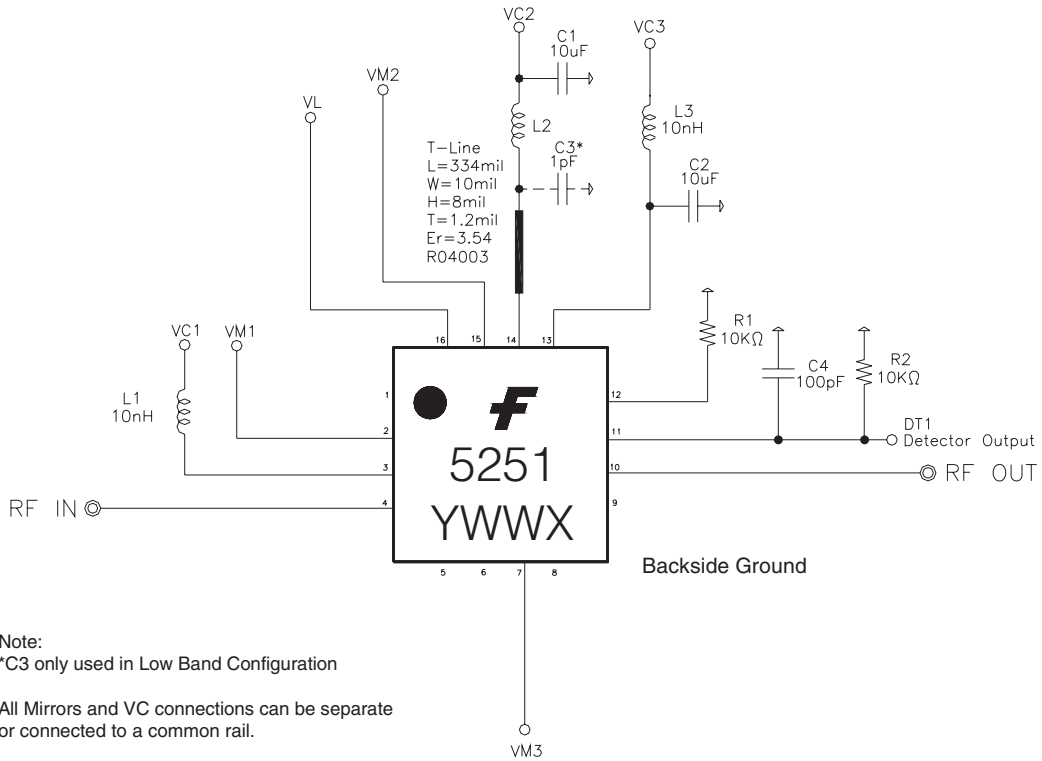 VC2
C1
10uF
VC3
VM2
VL
L2
L3
10nH
T-Line
L=334mil
W=10mil
H=8mil
T=1.2mil
Er=3.54
RO4003
C3*
1pF
C2
10uF
VC1
VM1
L1
10nH
16
15
14
13
R1
10KΩ
C4
100pF
R2
10KΩ
1
2
3
4
12
11
10
9
DT1
Detector Output
RF OUT
RF IN
5251
YWWX
5
6
7
8
Backside Ground
Note:
*C3 only used in Low Band Configuration
All Mirrors and VC connections can be separate
or connected to a common rail.
VM3